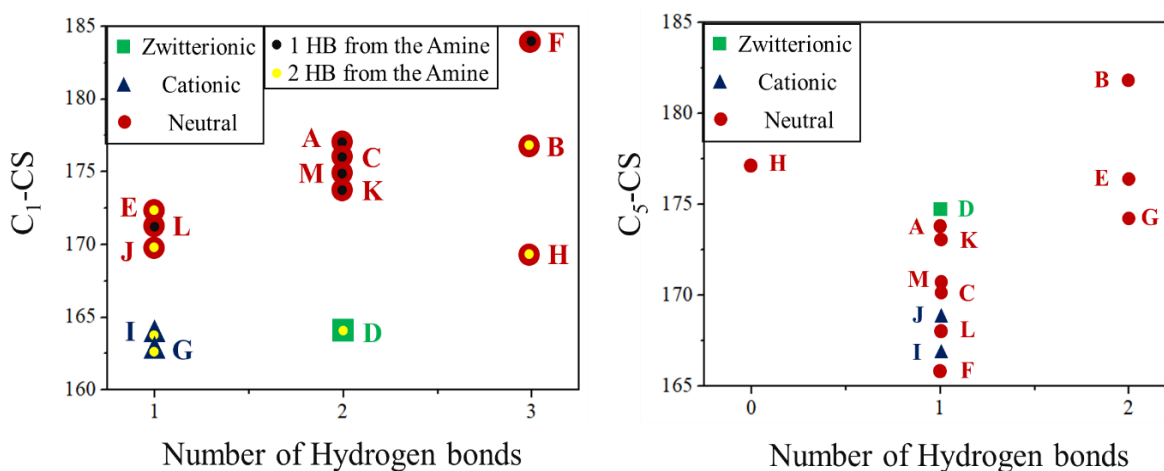 C1-CS
185
180
175
170
165
160
Zwitterionic
Cationic
Neutral
1 HB from the Amine
2 HB from the Amine
F
A
C
M
K
B
E
L
J
H
I
G
D
1
2
3
Number of Hydrogen bonds
C5-CS
185
180
175
170
165
Zwitterionic
Cationic
Neutral
B
H
E
D
G
A
K
M
C
J
L
I
F
0
1
2
Number of Hydrogen bonds